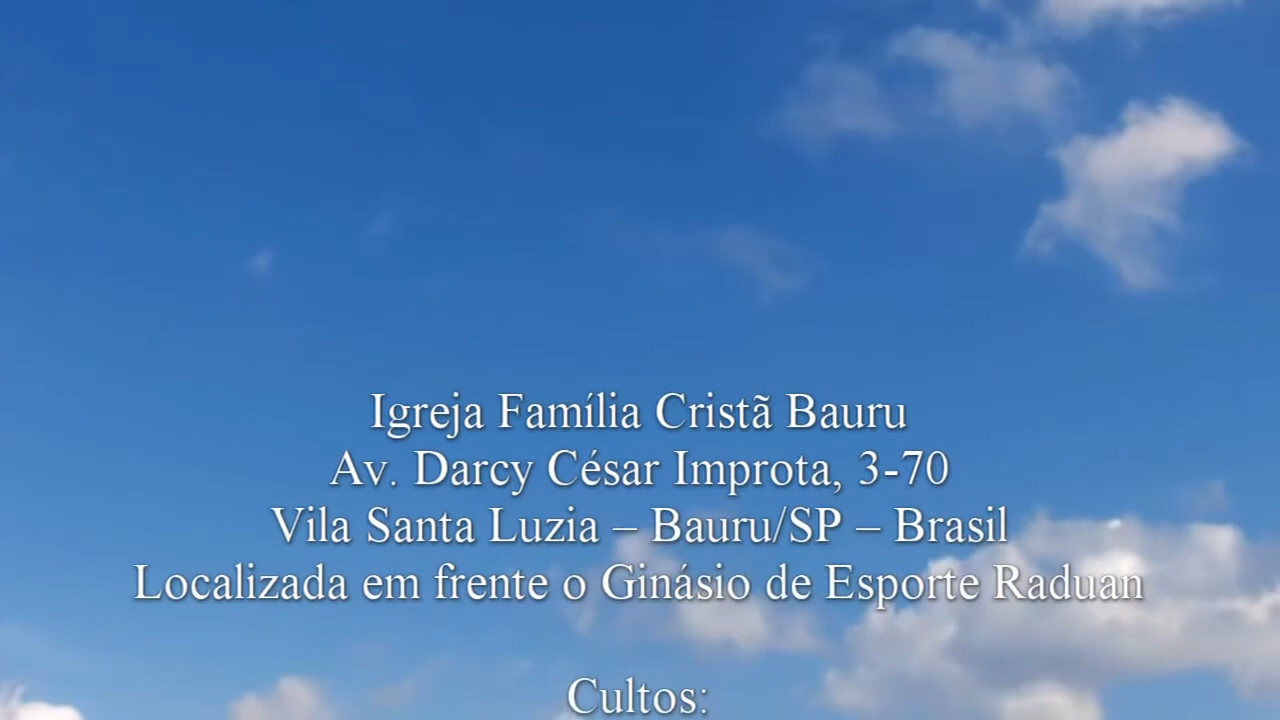 Igreja Família Cristã Bauru
Av. Darcy César Improta, 3-70
Vila Santa Luzia – Bauru/SP – Brasil
Localizada em frente o Ginásio de Esporte Raduan
Cultos: